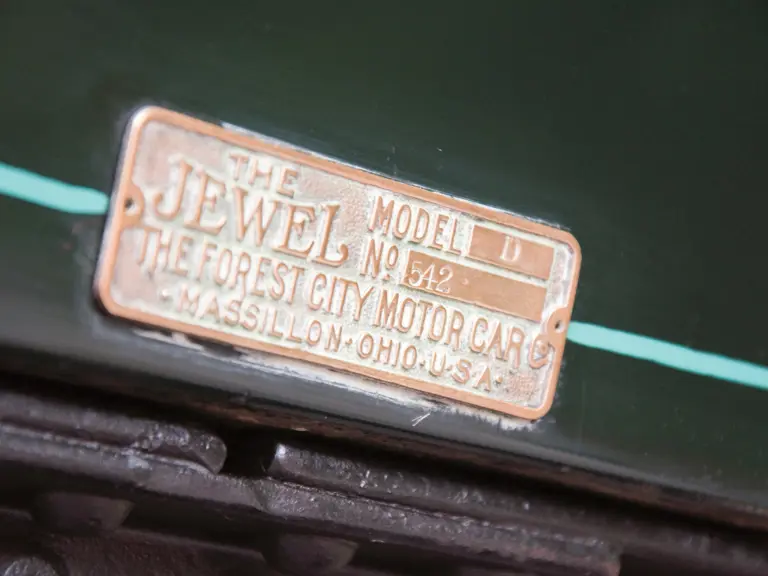 THE
JEWEL
MODEL D
No 542
THE FOREST CITY MOTOR CAR Co
MASSILLON·OHIO·U·S·A·